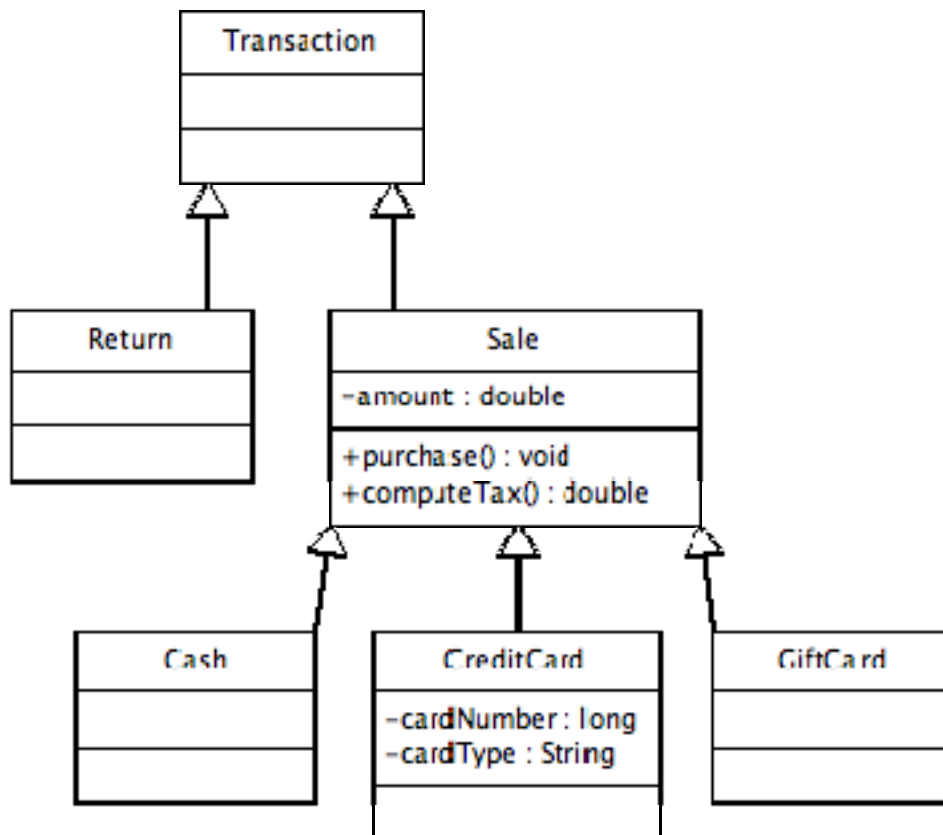 Transaction
Return
Sale
-amount : double
+purchase() : void
+computeTax() : double
Cash
CreditCard
GiftCard
-cardNumber : long
-cardType : String